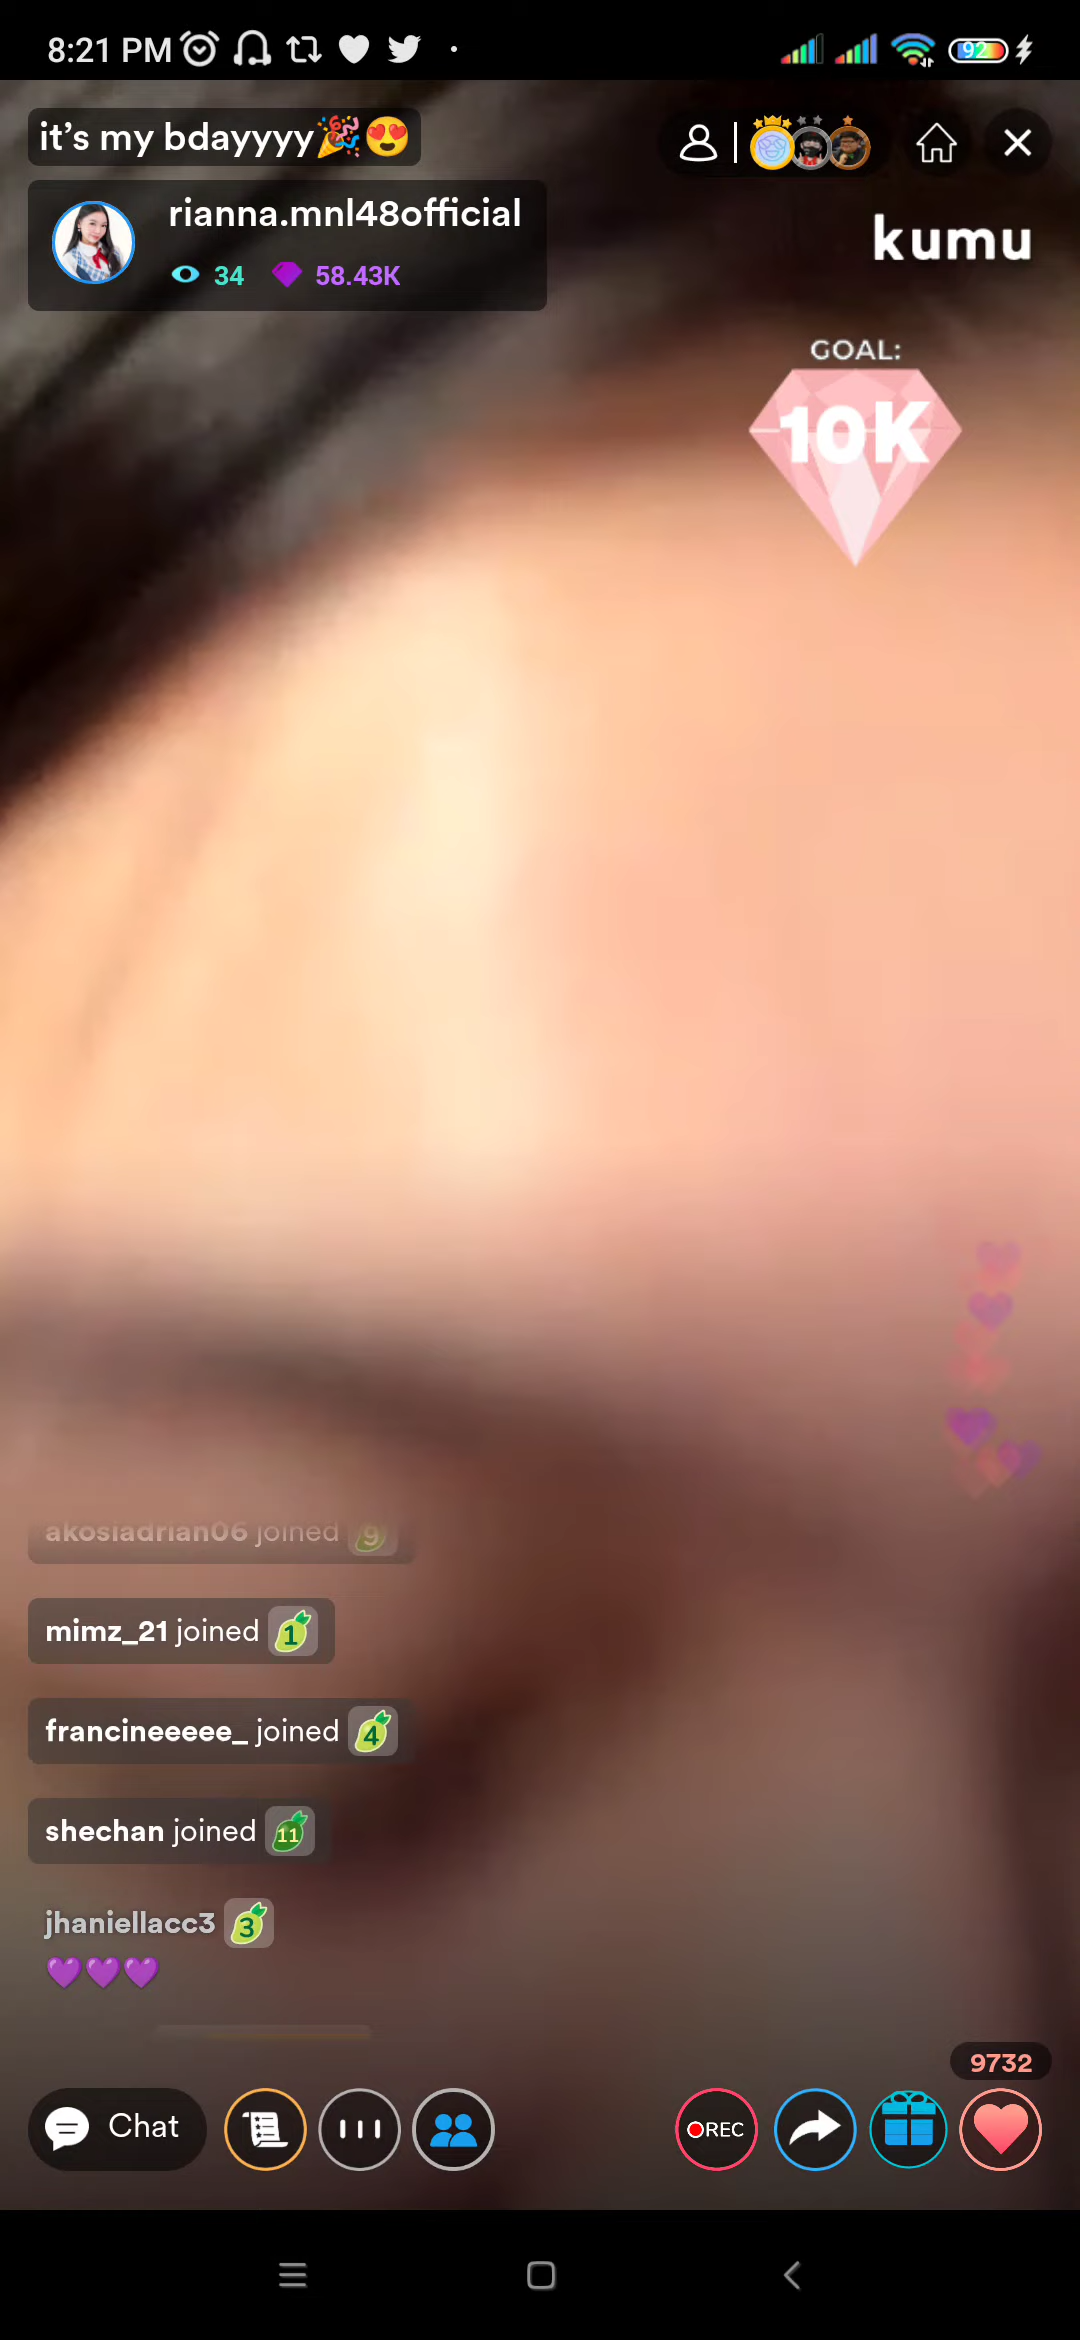 8:21 PM
92
it's my bdayyyy🎉😍
rianna.mnl48official
34 58.43K
kumu
GOAL:
10K
akosiadrian06 joined 9
mimz_21 joined 1
francineeeee_ joined 4
shechan joined 11
jhaniellacc3 3
💜💜💜
9732
Chat
REC